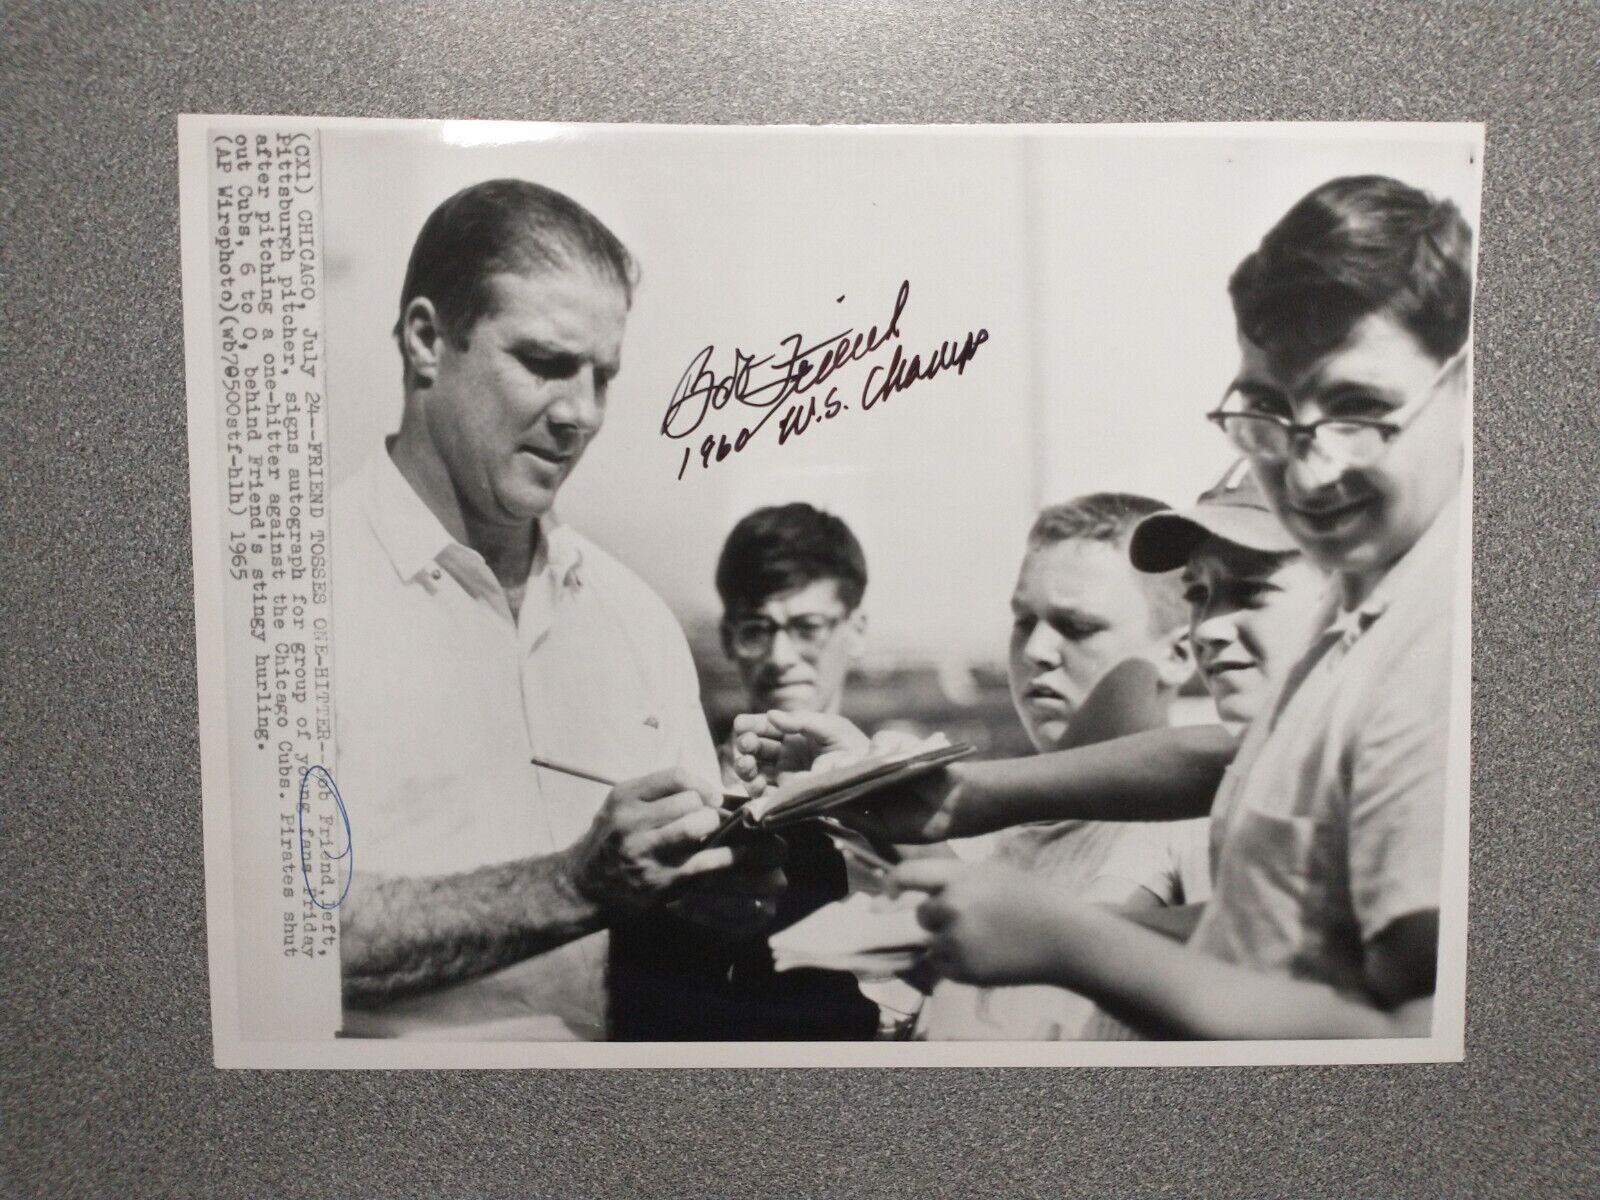 (CX1) CHICAGO, July 24--FRIEND TOSSES ONE-HITTER--Bob Friend, left,
Pittsburgh pitcher, signs autograph for group of young fans Friday
after pitching a one-hitter against the Chicago Cubs. Pirates shut
out Cubs, 6 to 0, behind Friend's stingy hurling.
(AP Wirephoto)(wb70500stf-hlh) 1965
Bob Friend
1960 W.S. Champs